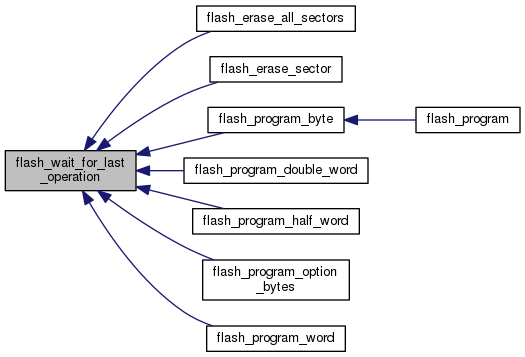 flash_erase_all_sectors
flash_erase_sector
flash_program_byte
flash_program
flash_wait_for_last
_operation
flash_program_double_word
flash_program_half_word
flash_program_option
_bytes
flash_program_word